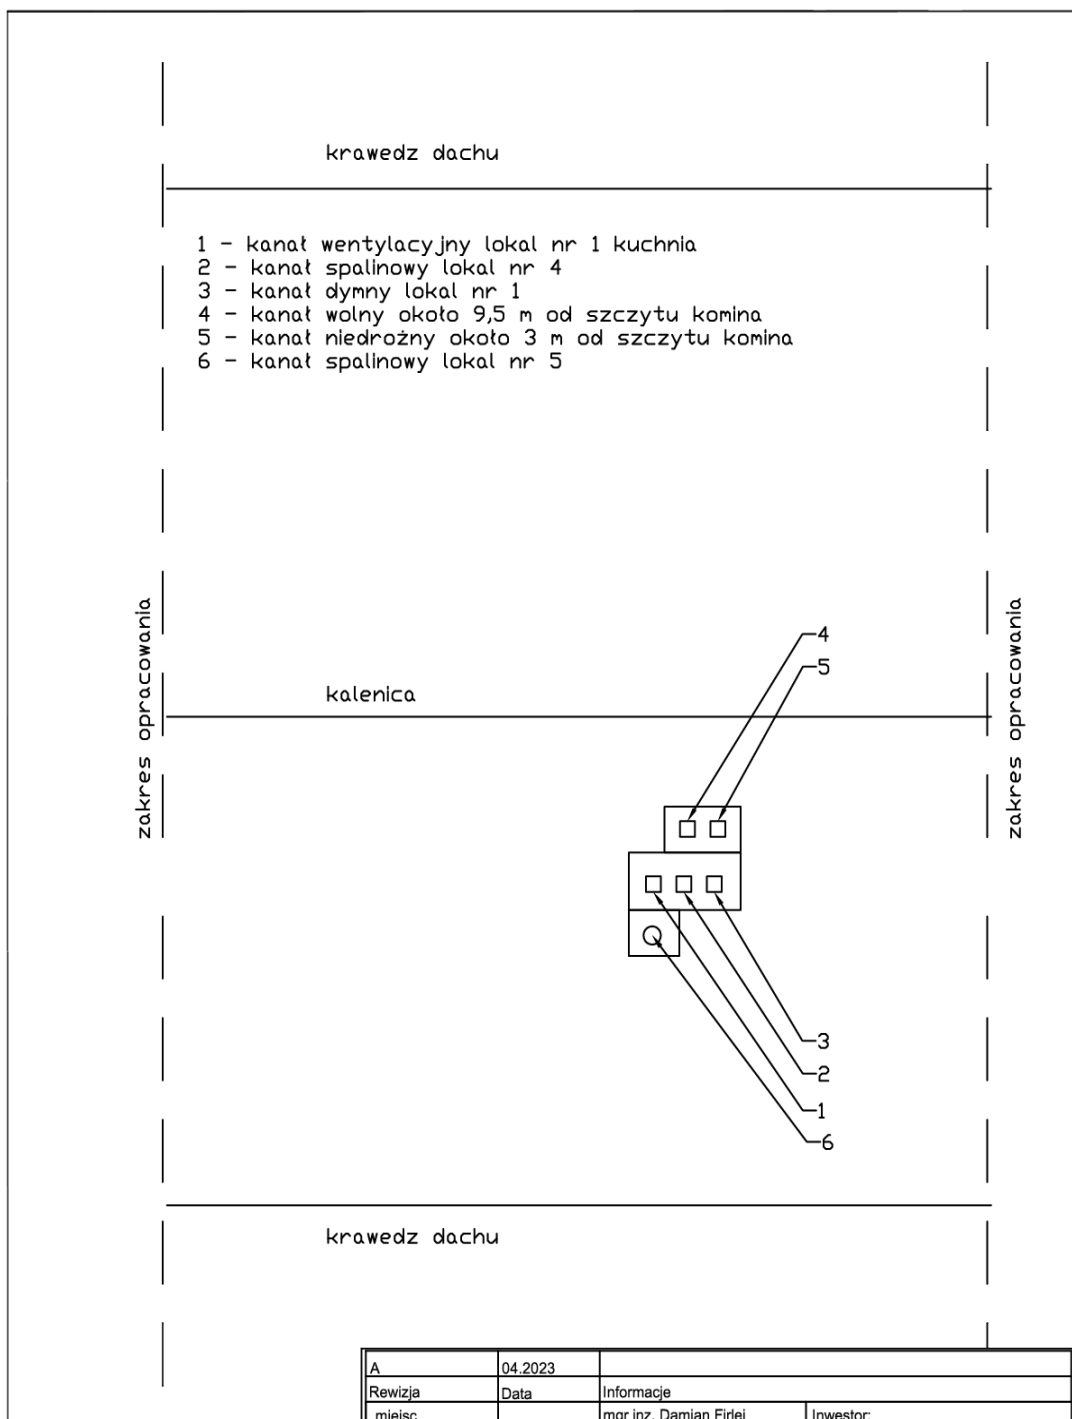 krawedz dachu
1 - kanał wentylacyjny lokal nr 1 kuchnia
2 - kanał spalinowy lokal nr 4
3 - kanał dymny lokal nr 1
4 - kanał wolny około 9,5 m od szczytu komina
5 - kanał niedrożny około 3 m od szczytu komina
6 - kanał spalinowy lokal nr 5
zakres opracowania
zakres opracowania
4
5
kalenica
3
2
1
6
krawedz dachu
A 04.2023
Rewizja Data Informacje
miejsc. mgr inż. Damian Firlej Inwestor: